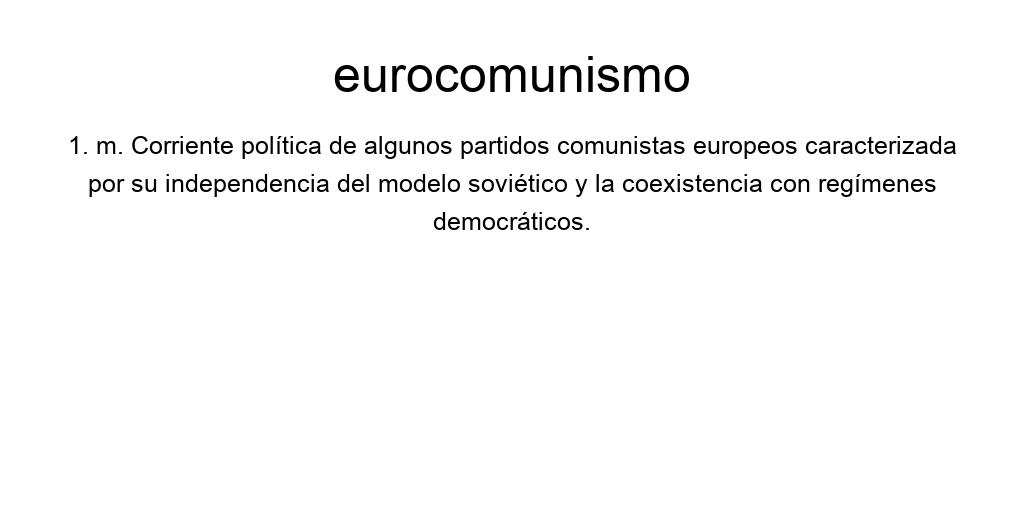 eurocomunismo
1. m. Corriente política de algunos partidos comunistas europeos caracterizada
por su independencia del modelo soviético y la coexistencia con regímenes
democráticos.